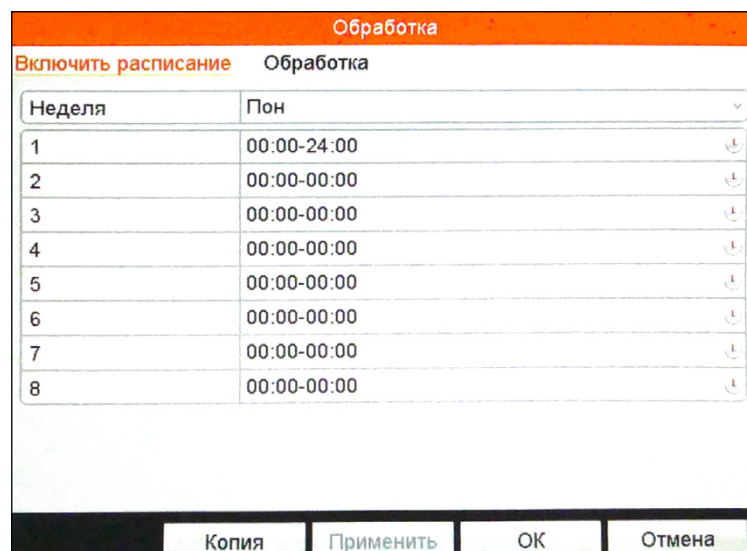 Обработка
Включить расписание Обработка
Неделя Пон
1 00:00-24:00
2 00:00-00:00
3 00:00-00:00
4 00:00-00:00
5 00:00-00:00
6 00:00-00:00
7 00:00-00:00
8 00:00-00:00
Копия Применить ОК Отмена